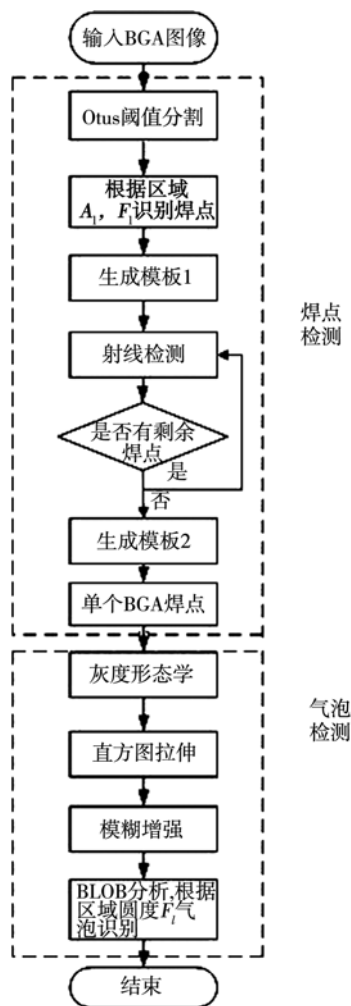 输入BGA图像
Otus阈值分割
根据区域
A₁，F₁识别焊点
生成模板1
射线检测
焊点
检测
是否有剩余
焊点
是
否
生成模板2
单个BGA焊点
灰度形态学
气泡
检测
直方图拉伸
模糊增强
BLOB分析,根据
区域圆度Fₗ气
泡识别
结束